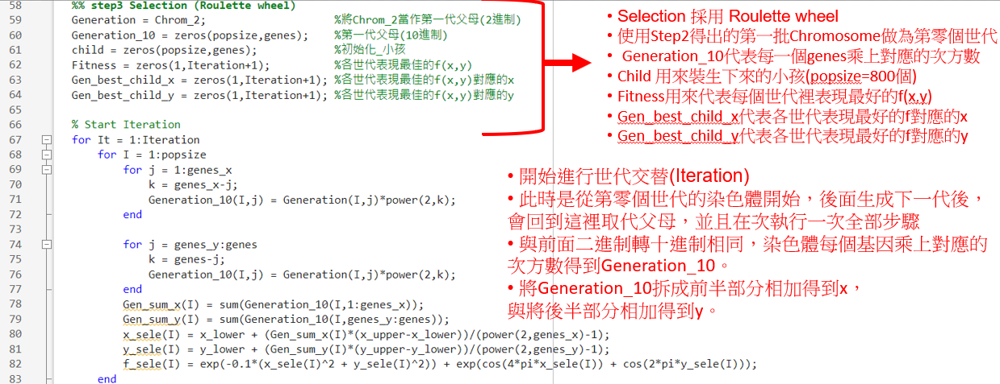 58 %% step3 Selection (Roulette wheel)
59 Generation = Chrom_2; %將Chrom_2當作第一代父母(2進制)
60 Generation_10 = zeros(popsize,genes); %第一代父母(10進制)
61 child = zeros(popsize,genes); %初始化_小孩
62 Fitness = zeros(1,Iteration+1); %各世代表現最佳的f(x,y)
63 Gen_best_child_x = zeros(1,Iteration+1); %各世代表現最佳的f(x,y)對應的x
64 Gen_best_child_y = zeros(1,Iteration+1); %各世代表現最佳的f(x,y)對應的y
65
66 % Start Iteration
67 for It = 1:Iteration
68 for I = 1:popsize
69 for j = 1:genes_x
70 k = genes_x-j;
71 Generation_10(I,j) = Generation(I,j)*power(2,k);
72 end
73
74 for j = genes_y:genes
75 k = genes-j;
76 Generation_10(I,j) = Generation(I,j)*power(2,k);
77 end
78 Gen_sum_x(I) = sum(Generation_10(I,1:genes_x));
79 Gen_sum_y(I) = sum(Generation_10(I,genes_y:genes));
80 x_sele(I) = x_lower + (Gen_sum_x(I)*(x_upper-x_lower))/(power(2,genes_x)-1);
81 y_sele(I) = y_lower + (Gen_sum_y(I)*(y_upper-y_lower))/(power(2,genes_y)-1);
82 f_sele(I) = exp(-0.1*(x_sele(I)^2 + y_sele(I)^2)) + exp(cos(4*pi*x_sele(I)) + cos(2*pi*y_sele(I)));
83 end
• Selection 採用 Roulette wheel
• 使用Step2得出的第一批Chromosome做為第零個世代
• Generation_10代表每一個genes乘上對應的次方數
• Child 用來裝生下來的小孩(popsize=800個)
• Fitness用來代表每個世代裡表現最好的f(x,y)
• Gen_best_child_x代表各世代表現最好的f對應的x
• Gen_best_child_y代表各世代表現最好的f對應的y
• 開始進行世代交替(Iteration)
• 此時是從第零個世代的染色體開始，後面生成下一代後，
會回到這裡取代父母，並且在次執行一次全部步驟
• 與前面二進制轉十進制相同，染色體每個基因乘上對應的
次方數得到Generation_10。
• 將Generation_10拆成前半部分相加得到x，
與將後半部分相加得到y。